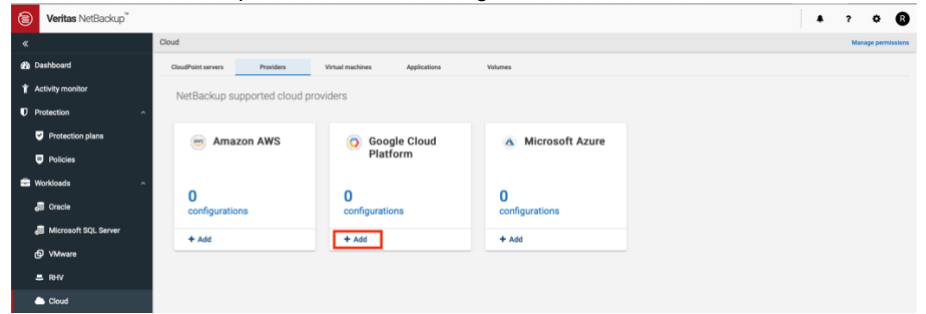 Veritas NetBackup™
?
R
«
Cloud
Manage permissions
Dashboard
CloudPoint servers
Providers
Virtual machines
Applications
Volumes
Activity monitor
NetBackup supported cloud providers
Protection
Protection plans
aws
Amazon AWS
Google Cloud
Platform
Microsoft Azure
Policies
Workloads
0
configurations
0
configurations
0
configurations
Oracle
Microsoft SQL Server
+ Add
+ Add
+ Add
VMware
RHV
Cloud